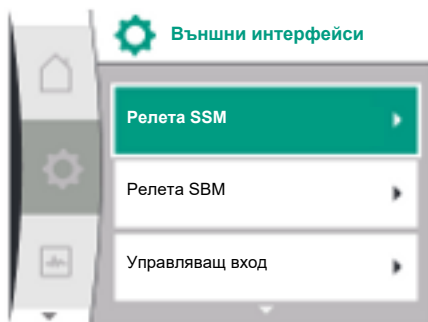 Външни интерфейси
Релета SSM
Релета SBM
Управляващ вход